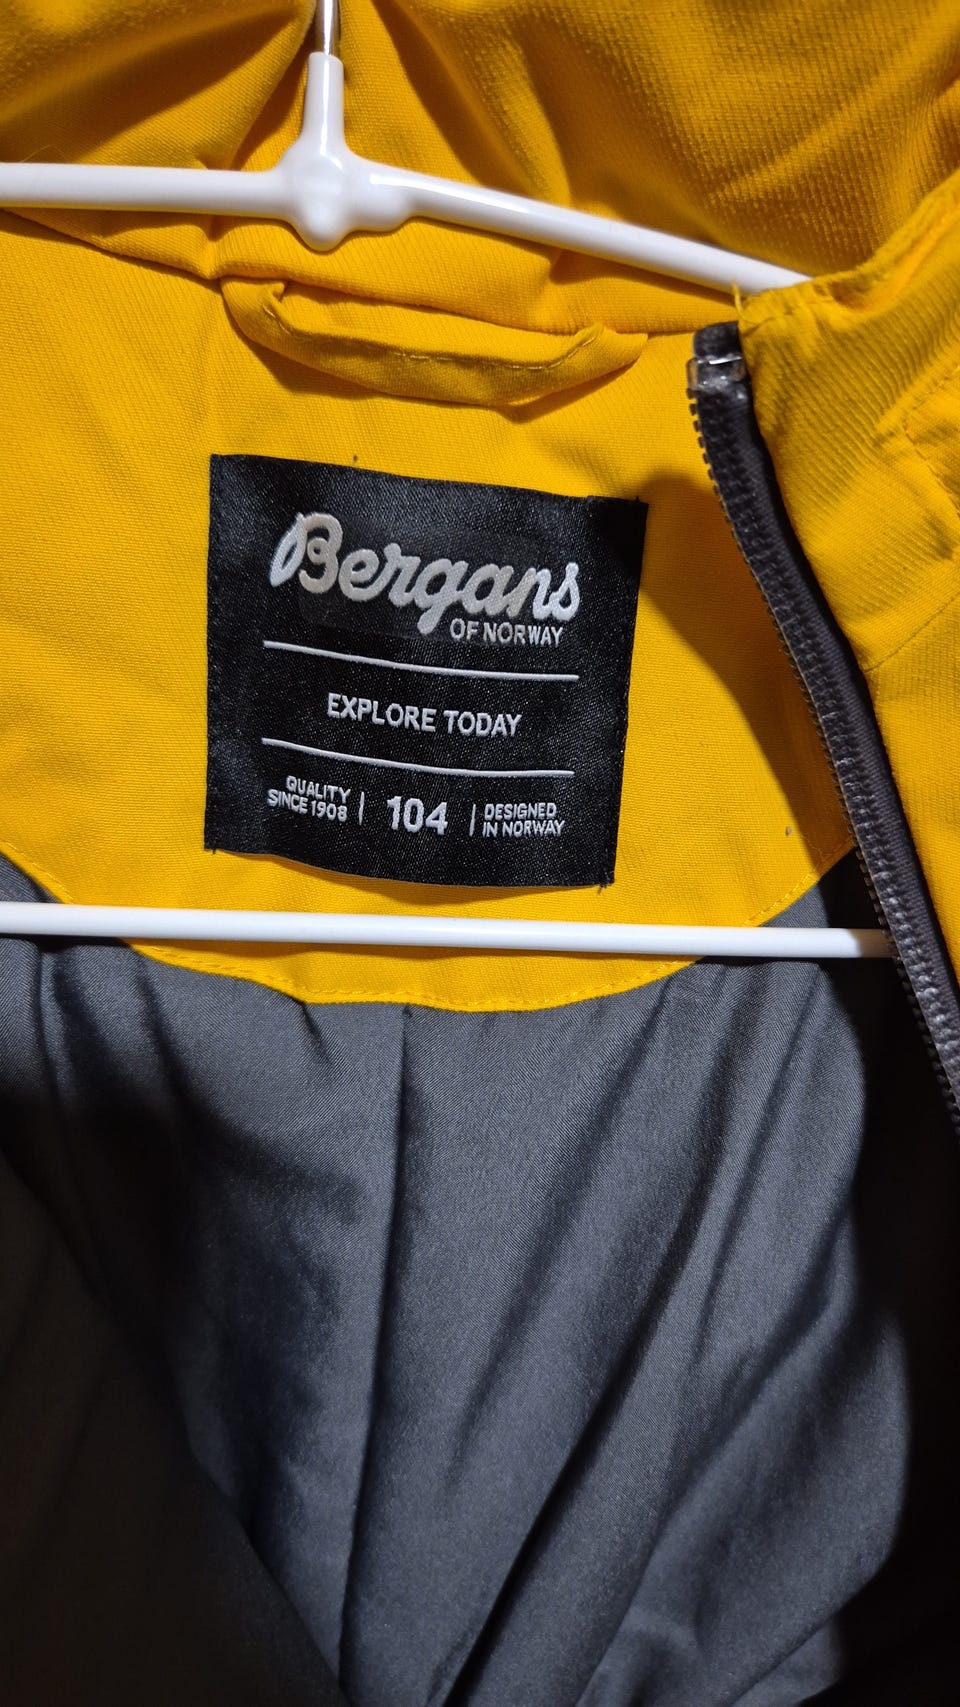 Bergans
OF NORWAY
EXPLORE TODAY
QUALITY
SINCE 1908
104
DESIGNED
IN NORWAY